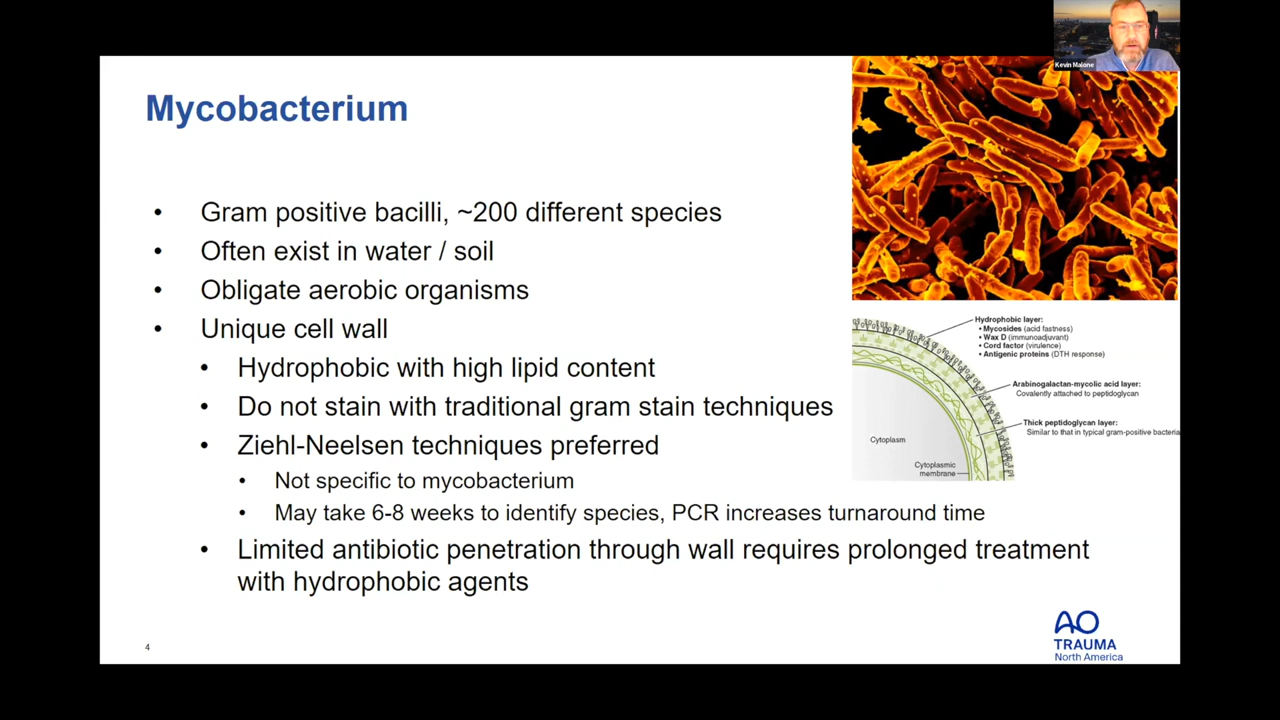 Kevin Malone
Mycobacterium
• Gram positive bacilli, ~200 different species
• Often exist in water / soil
• Obligate aerobic organisms
• Unique cell wall
• Hydrophobic with high lipid content
• Do not stain with traditional gram stain techniques
• Ziehl-Neelsen techniques preferred
• Not specific to mycobacterium
• May take 6-8 weeks to identify species, PCR increases turnaround time
• Limited antibiotic penetration through wall requires prolonged treatment
with hydrophobic agents
Hydrophobic layer:
• Mycosides (acid fastness)
• Wax D (immunoadjuvant)
• Cord factor (virulence)
• Antigenic proteins (DTH response)
Arabinogalactan-mycolic acid layer:
Covalently attached to peptidoglycan
Thick peptidoglycan layer:
Similar to that in typical gram-positive bacteria
Cytoplasm
Cytoplasmic
membrane
4
AO
TRAUMA
North America